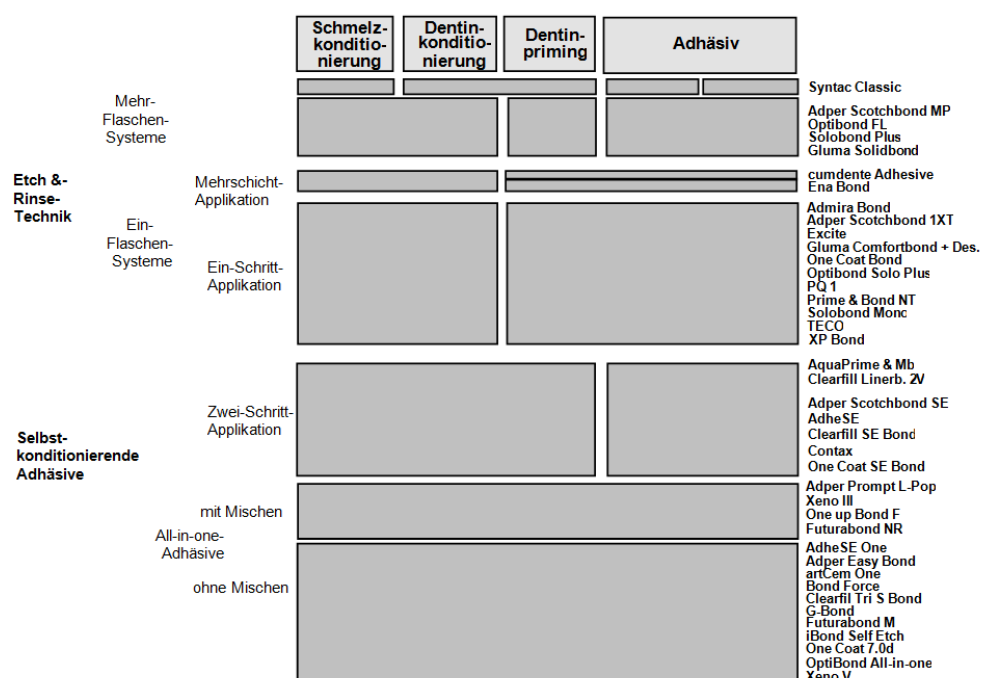 Schmelz-
konditio-
nierung
Dentin-
konditio-
nierung
Dentin-
priming
Adhäsiv
Mehr-
Flaschen-
Systeme
Syntac Classic
Adper Scotchbond MP
Optibond FL
Solobond Plus
Gluma Solidbond
Etch &-
Rinse-
Technik
Mehrschicht-
Applikation
cumdente Adhesive
Ena Bond
Ein-
Flaschen-
Systeme
Ein-Schritt-
Applikation
Admira Bond
Adper Scotchbond 1XT
Excite
Gluma Comfortbond + Des.
One Coat Bond
Optibond Solo Plus
PQ 1
Prime & Bond NT
Solobond Monc
TECO
XP Bond
Selbst-
konditionierende
Adhäsive
Zwei-Schritt-
Applikation
AquaPrime & Mb
Clearfill Linerb. 2V
Adper Scotchbond SE
AdheSE
Clearfill SE Bond
Contax
One Coat SE Bond
All-in-one-
Adhäsive
mit Mischen
Adper Prompt L-Pop
Xeno III
One up Bond F
Futurabond NR
ohne Mischen
AdheSE One
Adper Easy Bond
artCem One
Bond Force
Clearfil Tri S Bond
G-Bond
Futurabond M
iBond Self Etch
One Coat 7.0d
OptiBond All-in-one
Xeno V